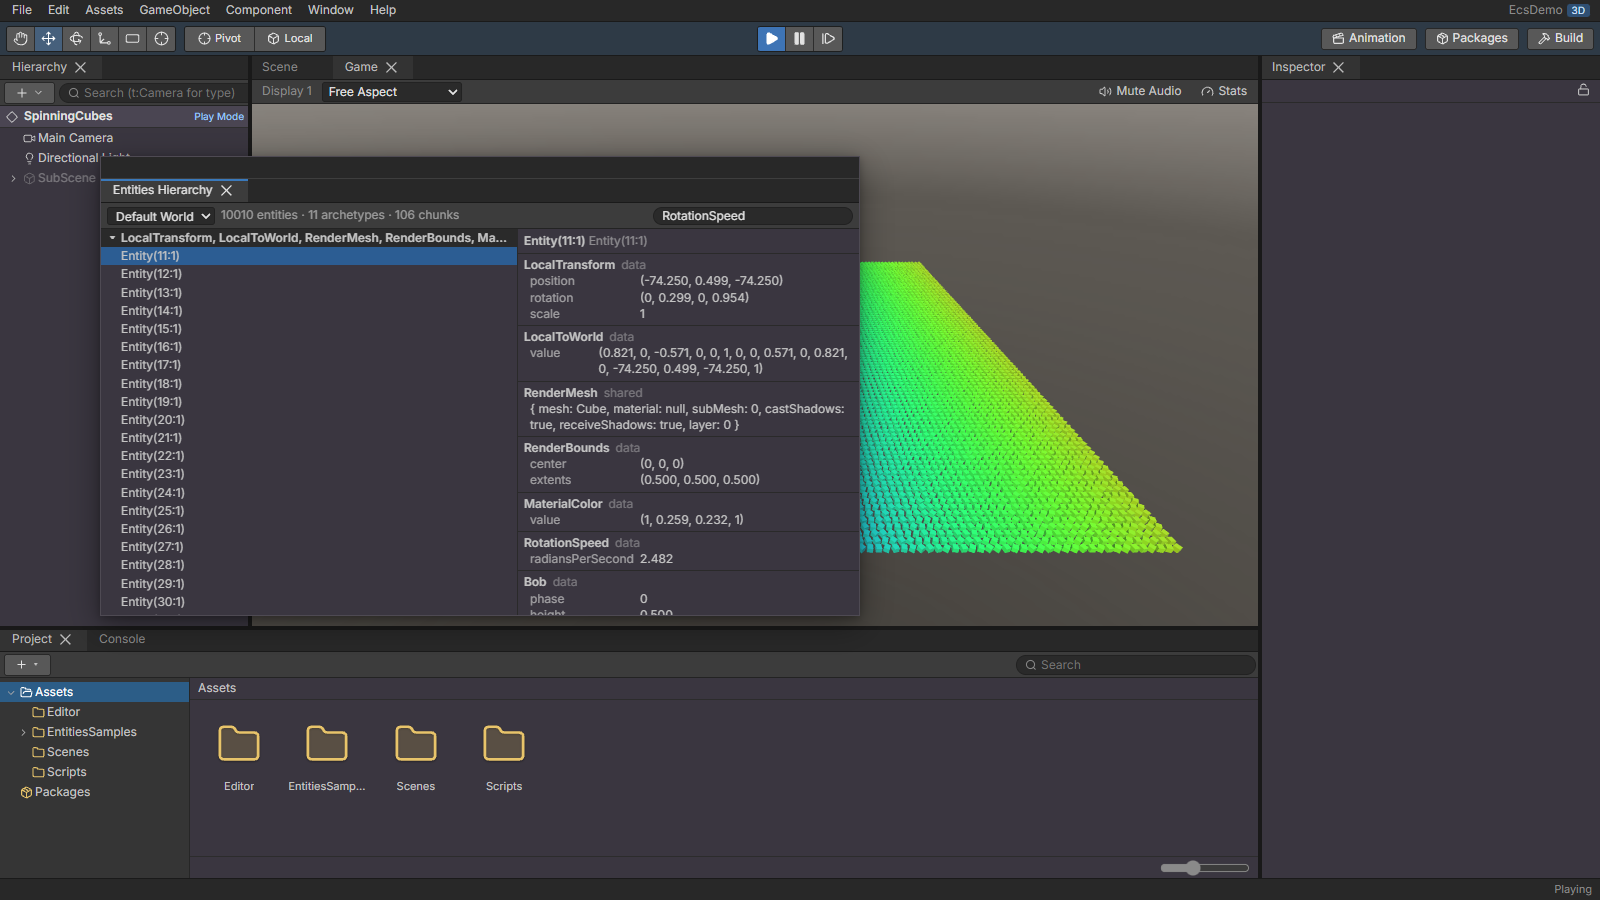 File Edit Assets GameObject Component Window Help
EcsDemo 3D
Pivot Local
Animation Packages Build
Hierarchy
Scene Game
Inspector
Search (t:Camera for type)
Display 1 Free Aspect
Mute Audio Stats
SpinningCubes Play Mode
Main Camera
Directional
SubScene
Entities Hierarchy
Default World 10010 entities · 11 archetypes · 106 chunks
RotationSpeed
LocalTransform, LocalToWorld, RenderMesh, RenderBounds, Ma...
Entity(11:1)
Entity(12:1)
Entity(13:1)
Entity(14:1)
Entity(15:1)
Entity(16:1)
Entity(17:1)
Entity(18:1)
Entity(19:1)
Entity(20:1)
Entity(21:1)
Entity(22:1)
Entity(23:1)
Entity(24:1)
Entity(25:1)
Entity(26:1)
Entity(27:1)
Entity(28:1)
Entity(29:1)
Entity(30:1)
Entity(11:1) Entity(11:1)
LocalTransform data
position (-74.250, 0.499, -74.250)
rotation (0, 0.299, 0, 0.954)
scale 1
LocalToWorld data
value (0.821, 0, -0.571, 0, 0, 1, 0, 0, 0.571, 0, 0.821,
0, -74.250, 0.499, -74.250, 1)
RenderMesh shared
{ mesh: Cube, material: null, subMesh: 0, castShadows:
true, receiveShadows: true, layer: 0 }
RenderBounds data
center (0, 0, 0)
extents (0.500, 0.500, 0.500)
MaterialColor data
value (1, 0.259, 0.232, 1)
RotationSpeed data
radiansPerSecond 2.482
Bob data
phase 0
height 0.500
Project Console
Search
Assets
Editor
EntitiesSamples
Scenes
Scripts
Packages
Assets
Editor
EntitiesSamp...
Scenes
Scripts
Playing